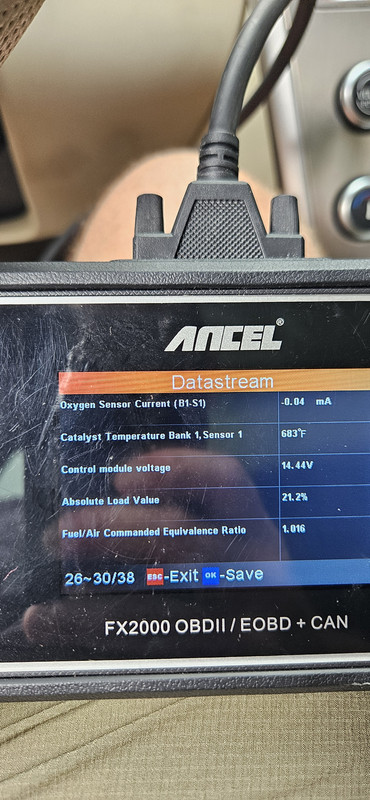 ANCEL®
Datastream
Oxygen Sensor Current (B1-S1) -0.04 mA
Catalyst Temperature Bank 1,Sensor 1 683°F
Control module voltage 14.44V
Absolute Load Value 21.2%
Fuel/Air Commanded Equivalence Ratio 1.016
26~30/38 ESC-Exit OK-Save
FX2000 OBDII / EOBD + CAN